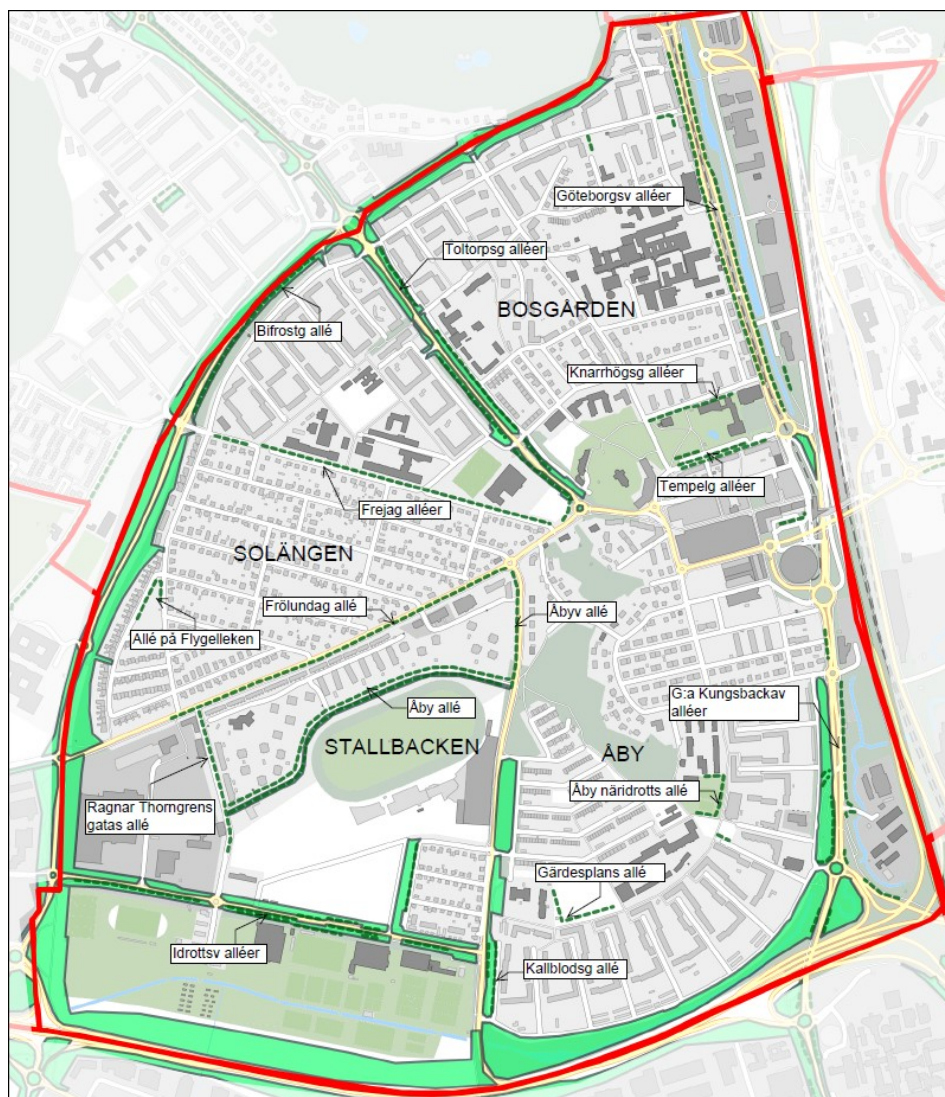 Göteborgsv alléer
Toltorpsg alléer
BOSGÅRDEN
Bifrostg allé
Knarrhögsg alléer
Tempelg alléer
Frejag alléer
SOLÄNGEN
Frölundag allé
Åbyv allé
Allé på Flygelleken
Åby allé
G:a Kungsbackav
alléer
STALLBACKEN
ÅBY
Åby näridrotts allé
Ragnar Thorngrens
gatas allé
Gärdesplans allé
Idrottsv alléer
Kallblodsg allé